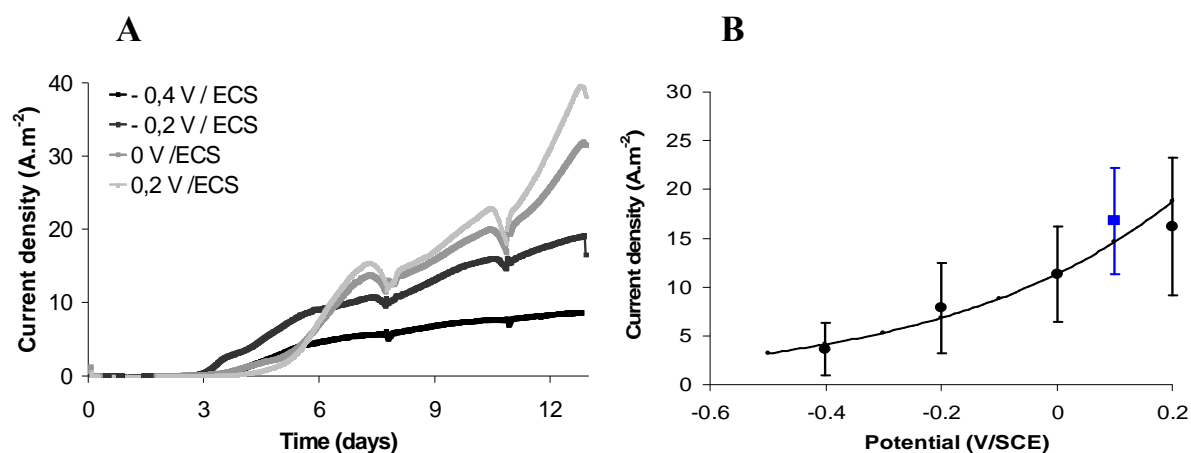 A
B
- 0,4 V / ECS
- 0,2 V / ECS
0 V /ECS
0,2 V /ECS
Current density (A.m-2)
40
30
20
10
0
0
3
6
9
12
Time (days)
Current density (A.m-2)
30
25
20
15
10
5
0
-0.6
-0.4
-0.2
0
0.2
Potential (V/SCE)